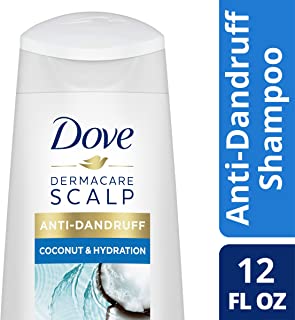 Dove
DERMACARE
SCALP
ANTI-DANDRUFF
COCONUT & HYDRATION
Anti-Dandruff
Shampoo
12
FL OZ